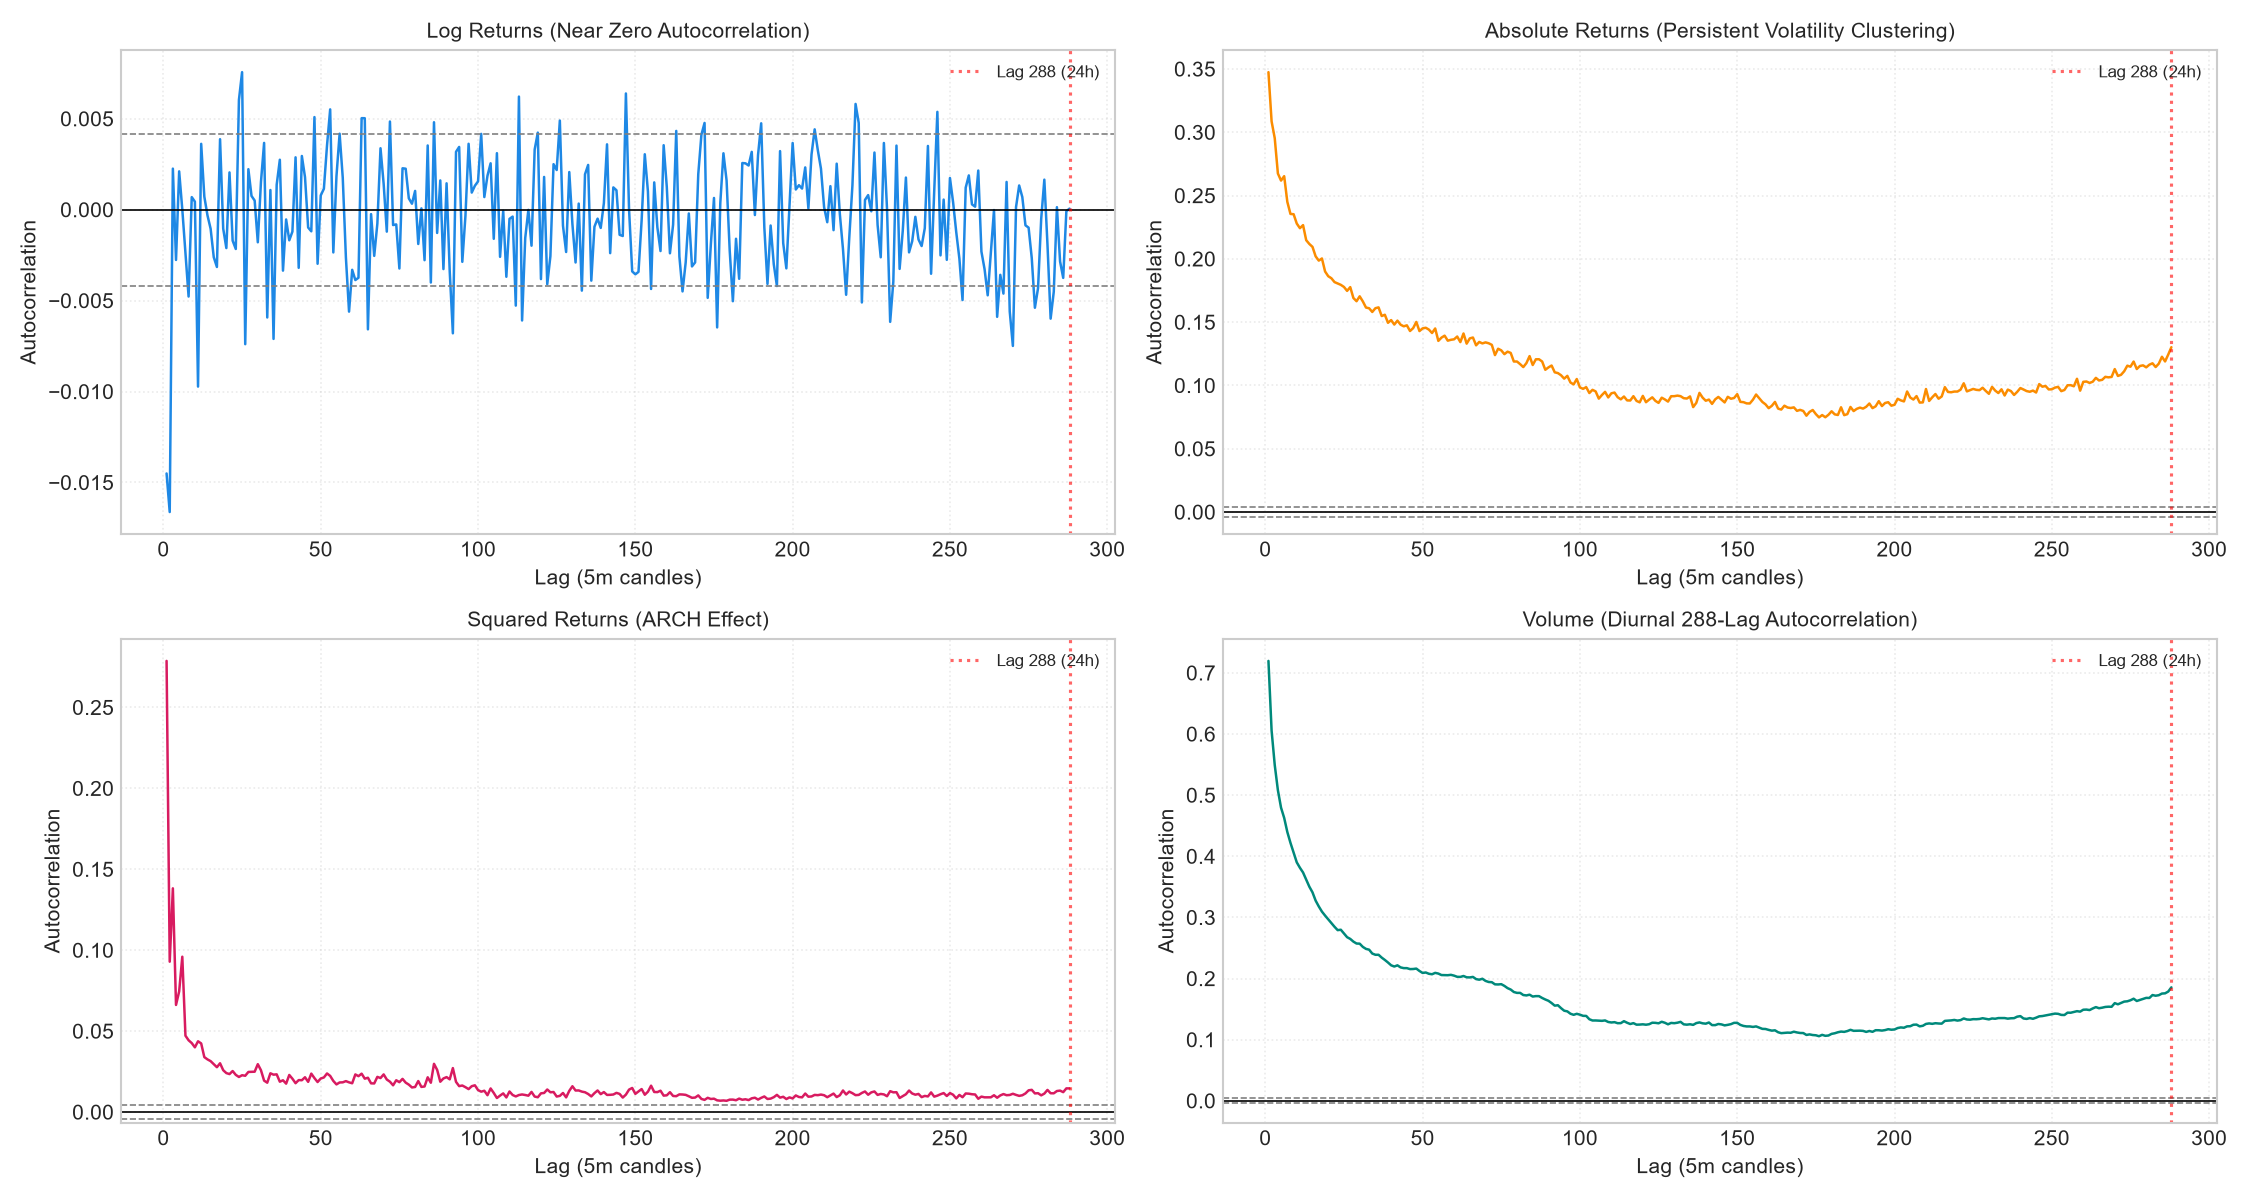 Log Returns (Near Zero Autocorrelation)
Lag 288 (24h)
0.005
0.000
−0.005
−0.010
−0.015
Autocorrelation
0 50 100 150 200 250 300
Lag (5m candles)
Absolute Returns (Persistent Volatility Clustering)
Lag 288 (24h)
0.35
0.30
0.25
0.20
0.15
0.10
0.05
0.00
Autocorrelation
0 50 100 150 200 250 300
Lag (5m candles)
Squared Returns (ARCH Effect)
Lag 288 (24h)
0.25
0.20
0.15
0.10
0.05
0.00
Autocorrelation
0 50 100 150 200 250 300
Lag (5m candles)
Volume (Diurnal 288-Lag Autocorrelation)
Lag 288 (24h)
0.7
0.6
0.5
0.4
0.3
0.2
0.1
0.0
Autocorrelation
0 50 100 150 200 250 300
Lag (5m candles)